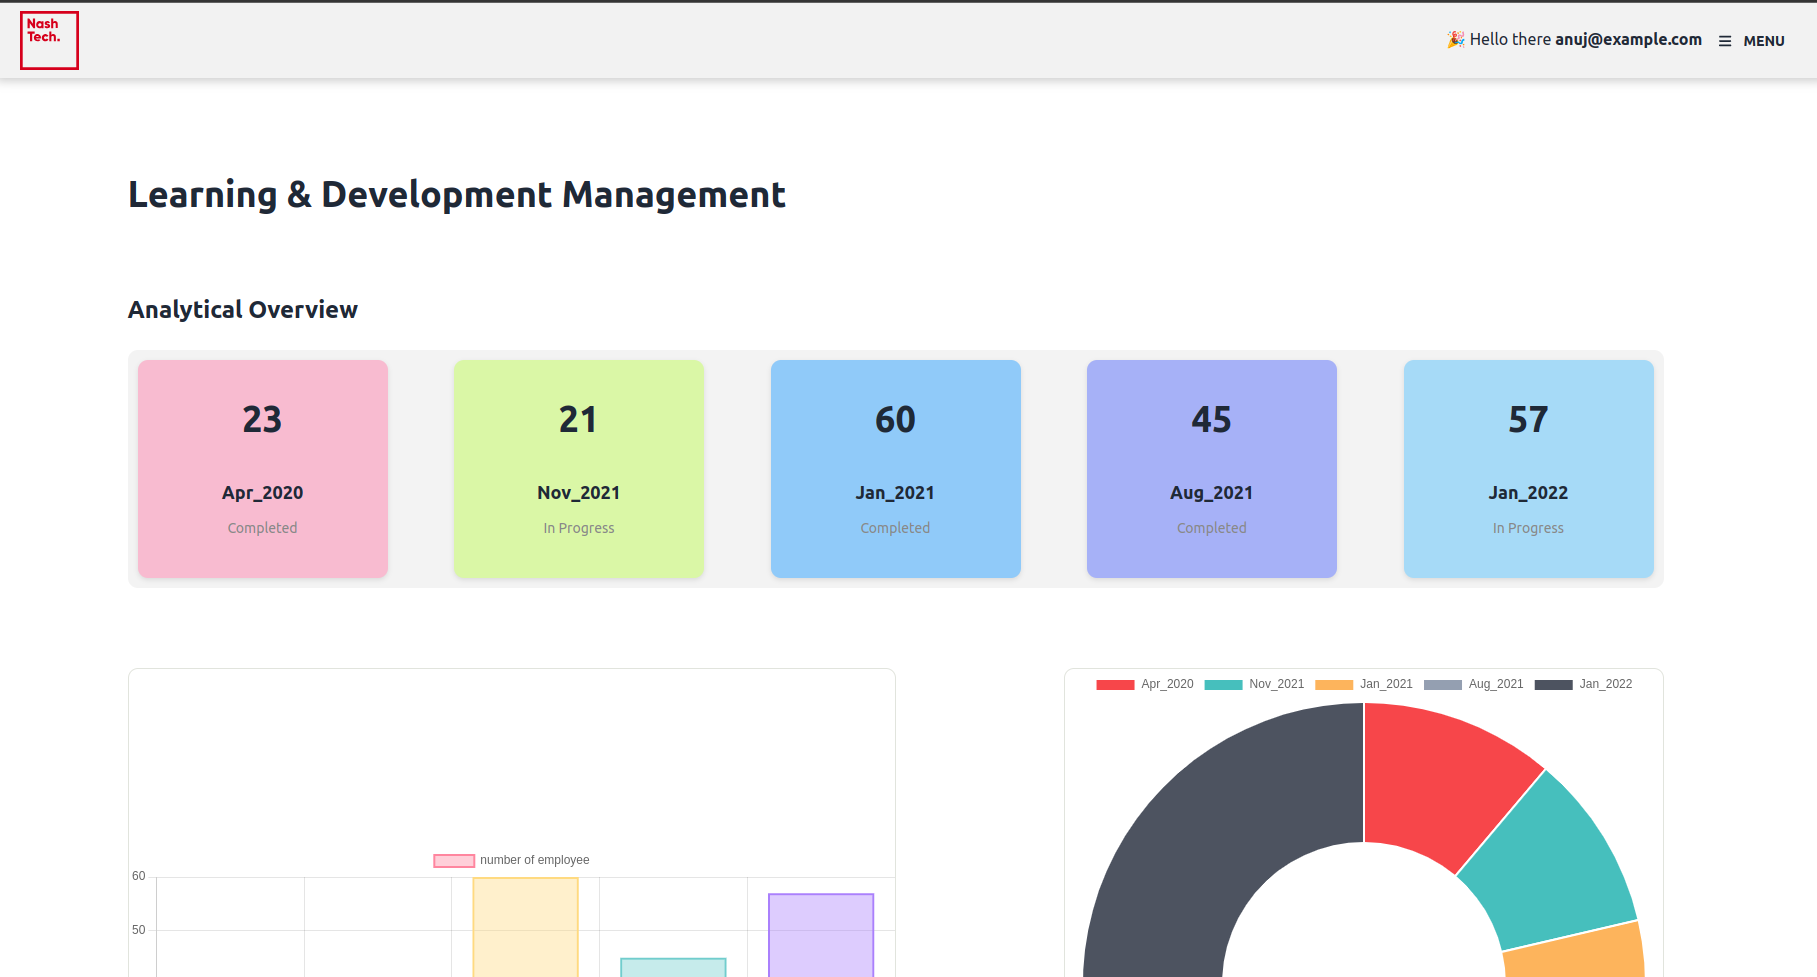 Nash
Tech.
🎉 Hello there anuj@example.com ☰ MENU
Learning & Development Management
Analytical Overview
23
Apr_2020
Completed
21
Nov_2021
In Progress
60
Jan_2021
Completed
45
Aug_2021
Completed
57
Jan_2022
In Progress
number of employee
60
50
Apr_2020 Nov_2021 Jan_2021 Aug_2021 Jan_2022